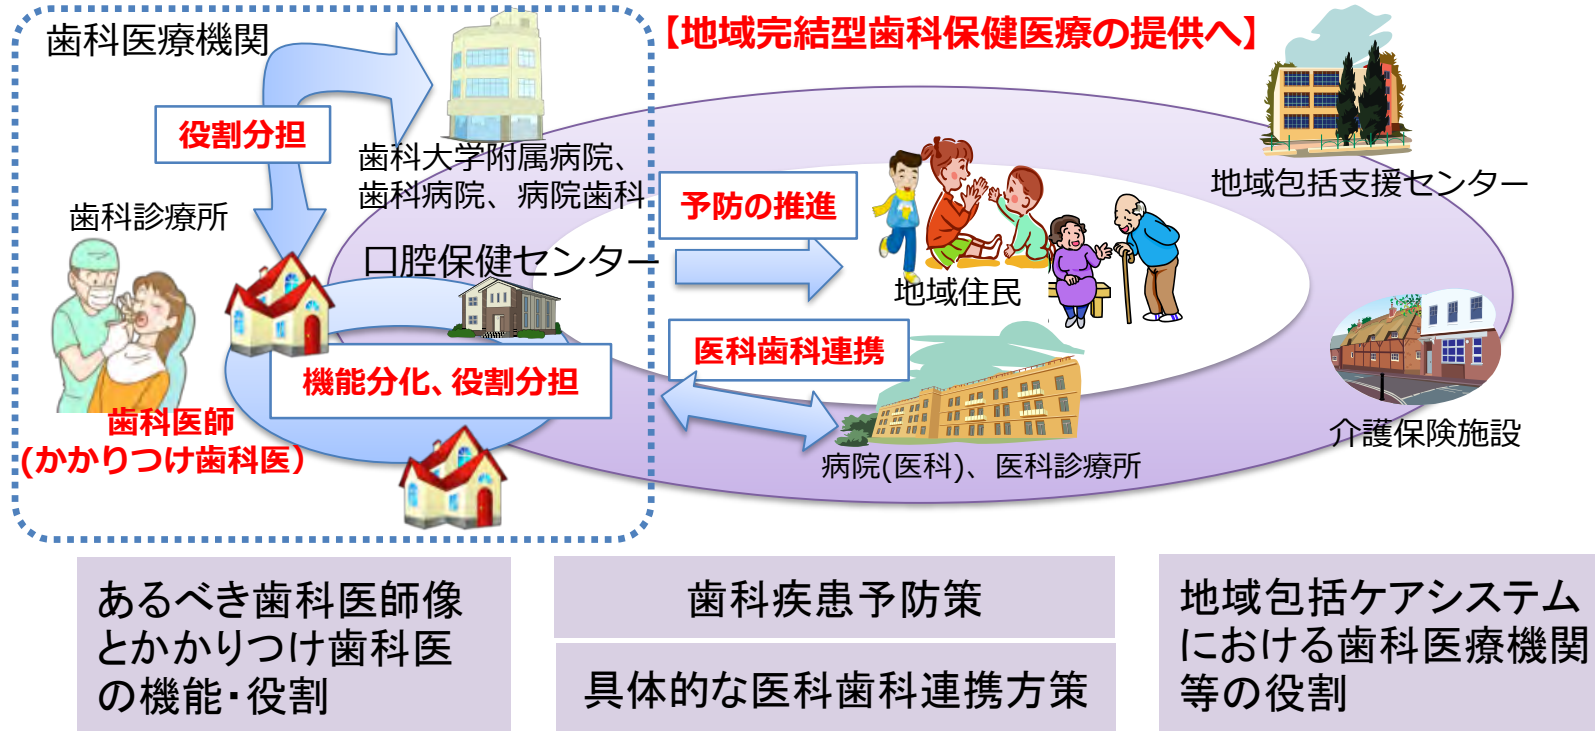 歯科医療機関
【地域完結型歯科保健医療の提供へ】
役割分担
歯科大学附属病院、
歯科病院、病院歯科
歯科診療所
口腔保健センター
予防の推進
地域住民
地域包括支援センター
医科歯科連携
機能分化、役割分担
歯科医師
(かかりつけ歯科医）
病院(医科)、医科診療所
介護保険施設
あるべき歯科医師像
とかかりつけ歯科医
の機能・役割
歯科疾患予防策
具体的な医科歯科連携方策
地域包括ケアシステム
における歯科医療機関
等の役割